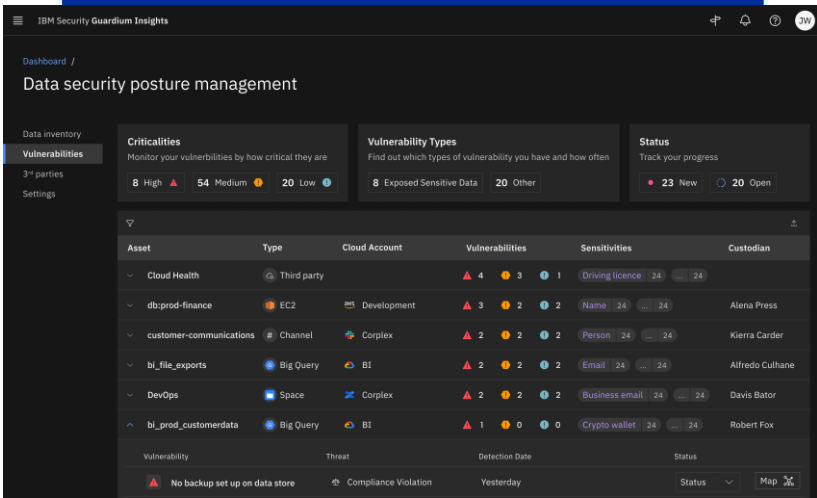 IBM Security Guardium Insights
JW
Dashboard /
Data security posture management
Data inventory
Vulnerabilities
3rd parties
Settings
Criticalities
Monitor your vulnerbilities by how critical they are
8 High 54 Medium 20 Low
Vulnerability Types
Find out which types of vulnerability you have and how often
8 Exposed Sensitive Data 20 Other
Status
Track your progress
23 New 20 Open
Asset Type Cloud Account Vulnerabilities Sensitivities Custodian
Cloud Health Third party 4 3 1 Driving licence 24 ... 24
db:prod-finance EC2 aws Development 3 2 2 Name 24 ... 24 Alena Press
customer-communications # Channel Corplex 2 2 2 Person 24 ... 24 Kierra Carder
bi_file_exports Big Query BI 2 2 2 Email 24 ... 24 Alfredo Culhane
DevOps Space Corplex 2 2 2 Business email 24 ... 24 Davis Bator
bi_prod_customerdata Big Query BI 1 0 0 Crypto wallet 24 ... 24 Robert Fox
Vulnerability Threat Detection Date Status
No backup set up on data store Compliance Violation Yesterday Status Map